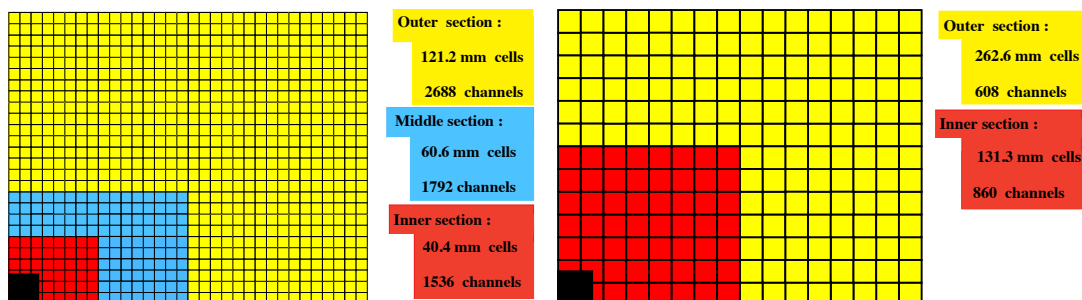 Outer section :
121.2 mm cells
2688 channels
Middle section :
60.6 mm cells
1792 channels
Inner section :
40.4 mm cells
1536 channels
Outer section :
262.6 mm cells
608 channels
Inner section :
131.3 mm cells
860 channels